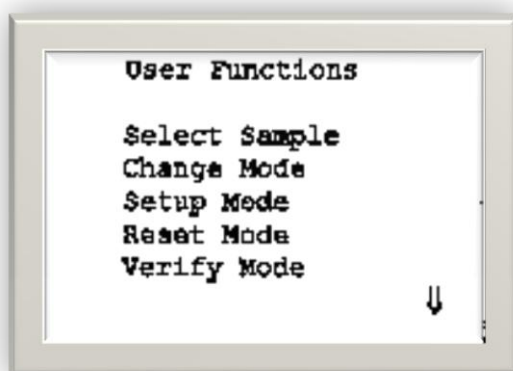 User Functions
Select Sample
Change Mode
Setup Mode
Reset Mode
Verify Mode
⇓